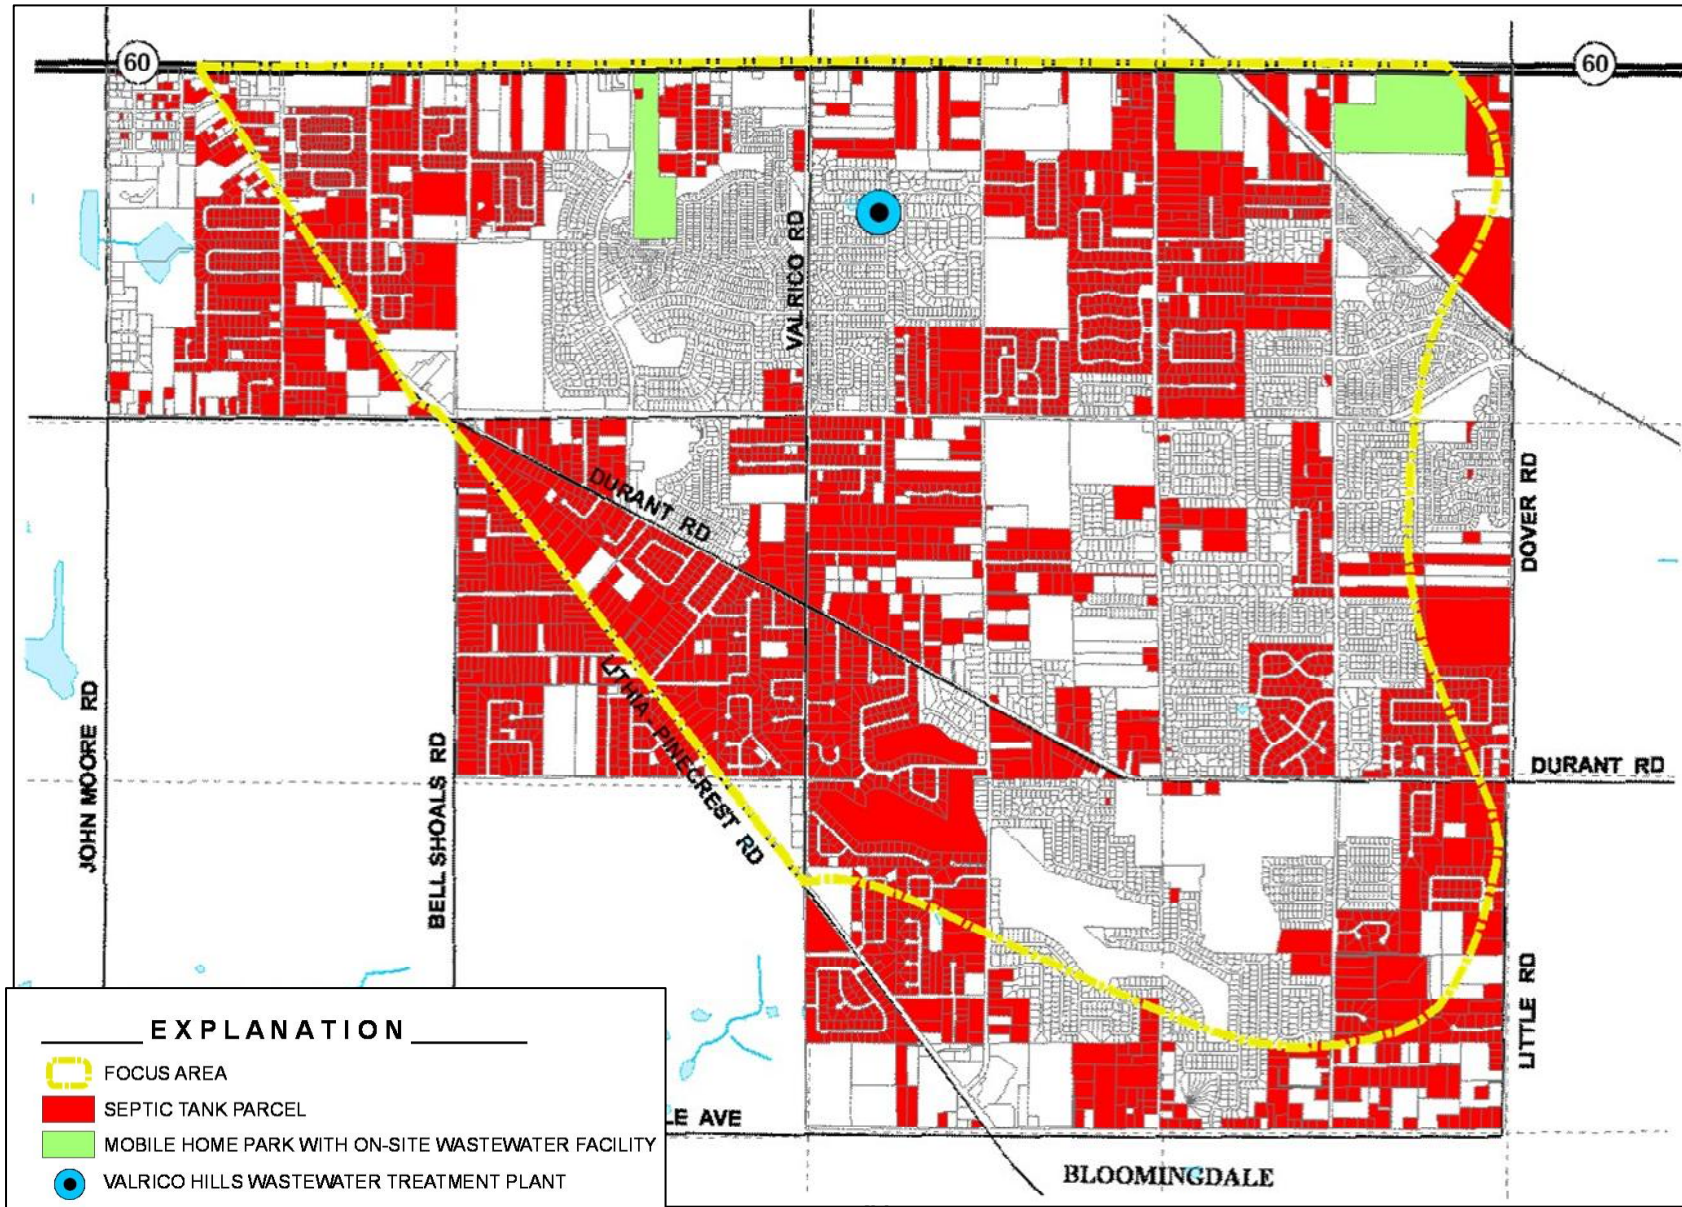 60
60
VALRICO RD
DURANT RD
DOVER RD
LITHIA-PINECREST RD
JOHN MOORE RD
BELL SHOALS RD
DURANT RD
LITTLE RD
EXPLANATION
FOCUS AREA
SEPTIC TANK PARCEL
LE AVE
MOBILE HOME PARK WITH ON-SITE WASTEWATER FACILITY
VALRICO HILLS WASTEWATER TREATMENT PLANT
BLOOMINGDALE